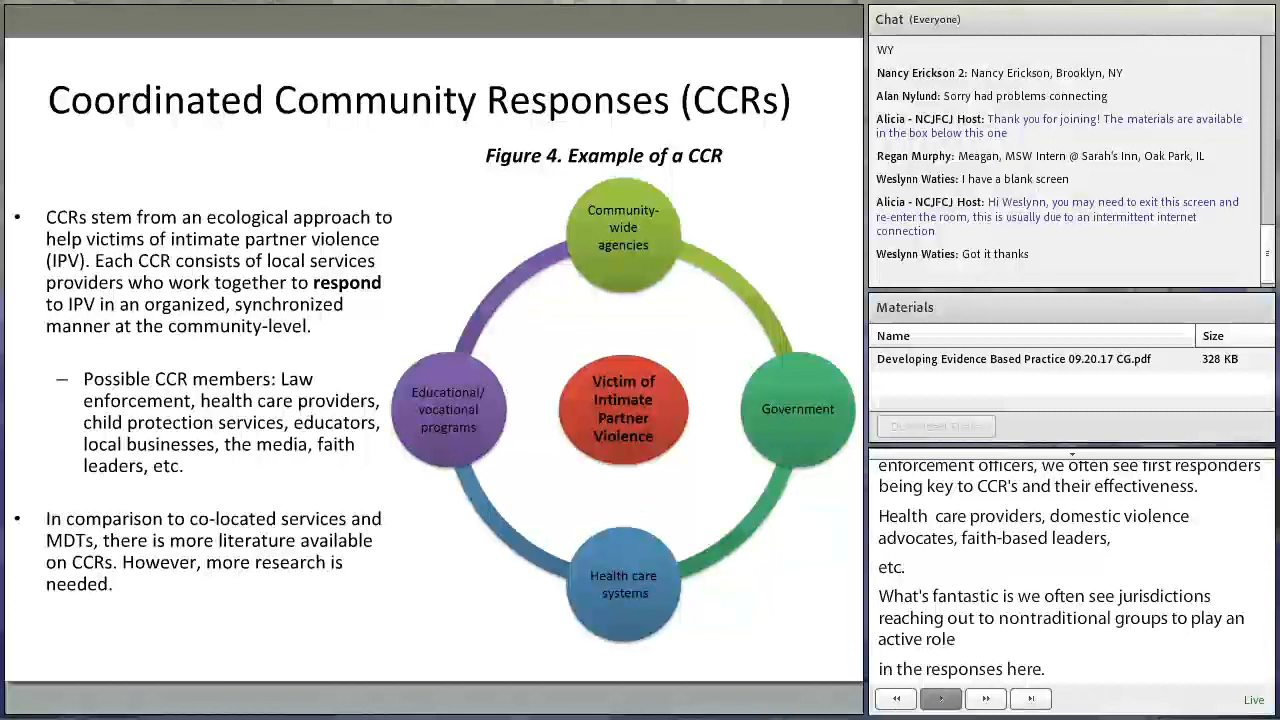 Coordinated Community Responses (CCRs)
Figure 4. Example of a CCR
• CCRs stem from an ecological approach to
help victims of intimate partner violence
(IPV). Each CCR consists of local services
providers who work together to respond
to IPV in an organized, synchronized
manner at the community-level.
– Possible CCR members: Law
enforcement, health care providers,
child protection services, educators,
local businesses, the media, faith
leaders, etc.
• In comparison to co-located services and
MDTs, there is more literature available
on CCRs. However, more research is
needed.
Community-
wide
agencies
Educational/
vocational
programs
Victim of
Intimate
Partner
Violence
Government
Health care
systems
Chat (Everyone)
WY
Nancy Erickson 2: Nancy Erickson, Brooklyn, NY
Alan Nylund: Sorry had problems connecting
Alicia - NCJFCJ Host: Thank you for joining! The materials are available
in the box below this one
Regan Murphy: Meagan, MSW Intern @ Sarah's Inn, Oak Park, IL
Weslynn Waties: I have a blank screen
Alicia - NCJFCJ Host: Hi Weslynn, you may need to exit this screen and
re-enter the room, this is usually due to an intermittent internet
connection
Weslynn Waties: Got it thanks
Materials
Name Size
Developing Evidence Based Practice 09.20.17 CG.pdf 328 KB
enforcement officers, we often see first responders
being key to CCR's and their effectiveness.
Health care providers, domestic violence
advocates, faith-based leaders,
etc.
What's fantastic is we often see jurisdictions
reaching out to nontraditional groups to play an
active role
in the responses here.
Live